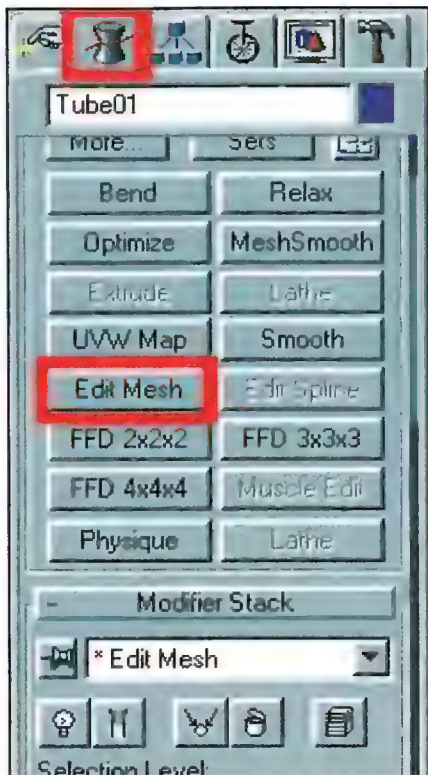 Tube01
More... Sets
Bend Relax
Optimize MeshSmooth
Extrude Lathe
UVW Map Smooth
Edit Mesh Edit Spline
FFD 2x2x2 FFD 3x3x3
FFD 4x4x4 Muscle Edit
Physique Lathe
- Modifier Stack
* Edit Mesh
Selection Level: